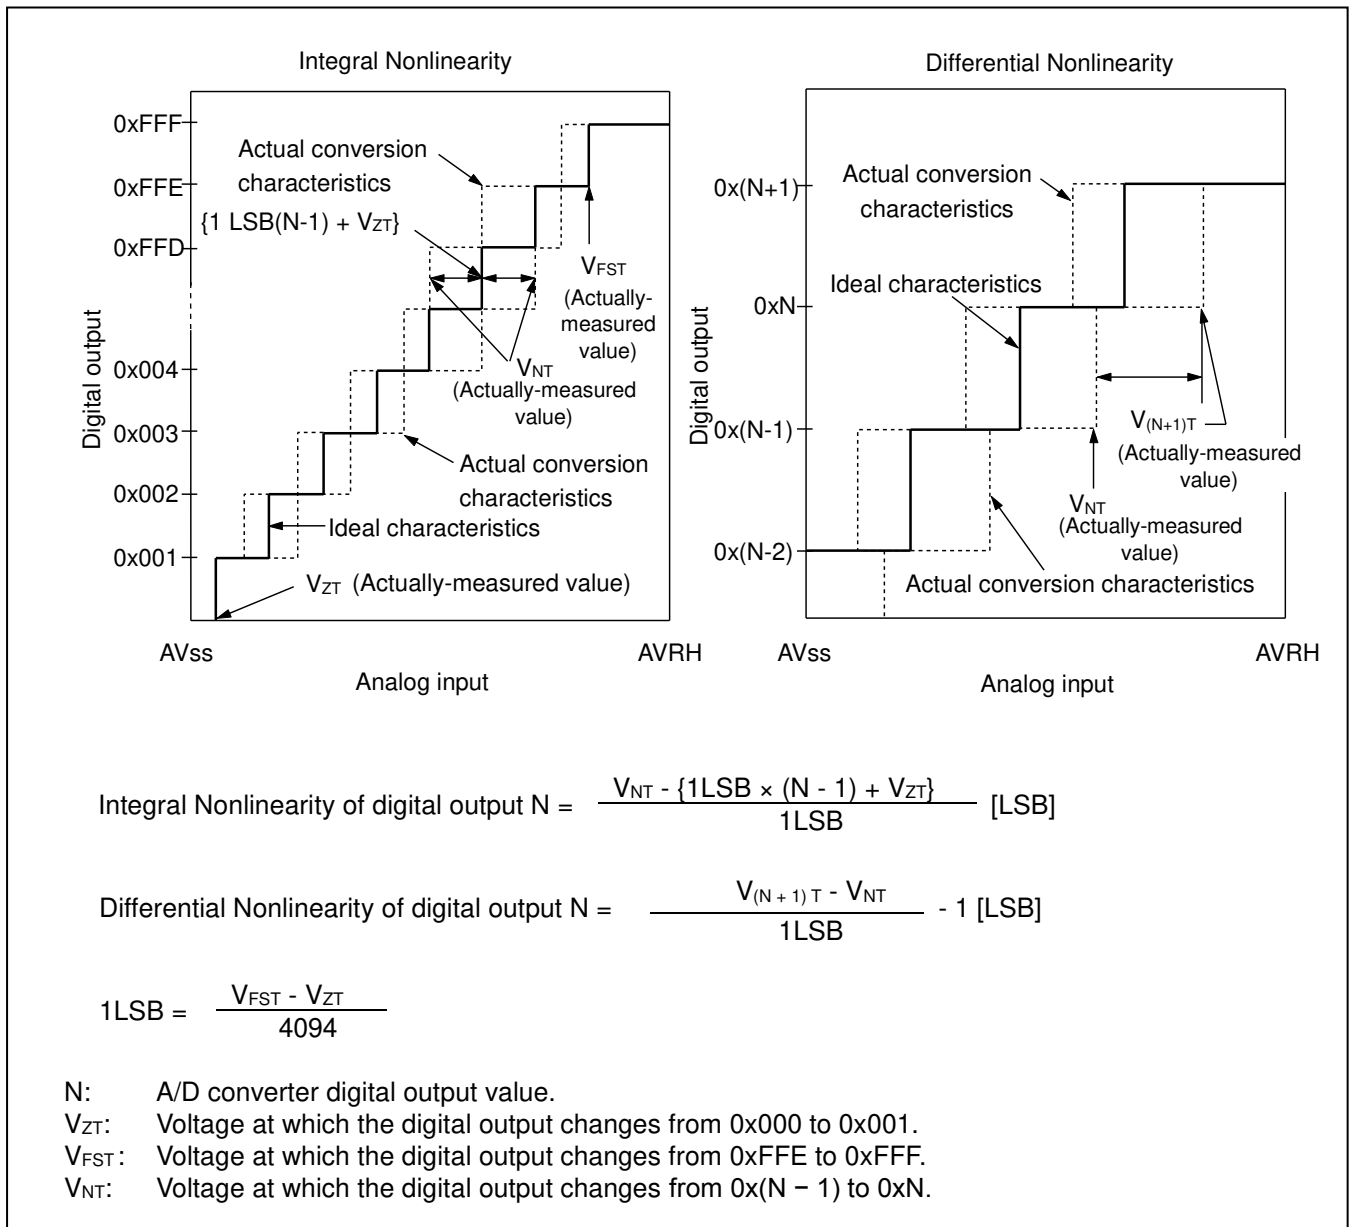 Integral Nonlinearity
0xFFF
0xFFE
0xFFD
0x004
0x003
0x002
0x001
Digital output
Actual conversion
characteristics
{1 LSB(N-1) + VZT}
VFST
(Actually-
measured
value)
VNT
(Actually-measured
value)
Actual conversion
characteristics
Ideal characteristics
VZT (Actually-measured value)
AVss
AVRH
Analog input
Differential Nonlinearity
0x(N+1)
0xN
0x(N-1)
0x(N-2)
Digital output
Actual conversion
characteristics
Ideal characteristics
V(N+1)T
(Actually-measured
value)
VNT
(Actually-measured
value)
Actual conversion characteristics
AVss
AVRH
Analog input
Integral Nonlinearity of digital output N = VNT - {1LSB × (N - 1) + VZT} [LSB]
1LSB
Differential Nonlinearity of digital output N = V(N + 1) T - VNT - 1 [LSB]
1LSB
1LSB = VFST - VZT
4094
N: A/D converter digital output value.
VZT: Voltage at which the digital output changes from 0x000 to 0x001.
VFST: Voltage at which the digital output changes from 0xFFE to 0xFFF.
VNT: Voltage at which the digital output changes from 0x(N − 1) to 0xN.